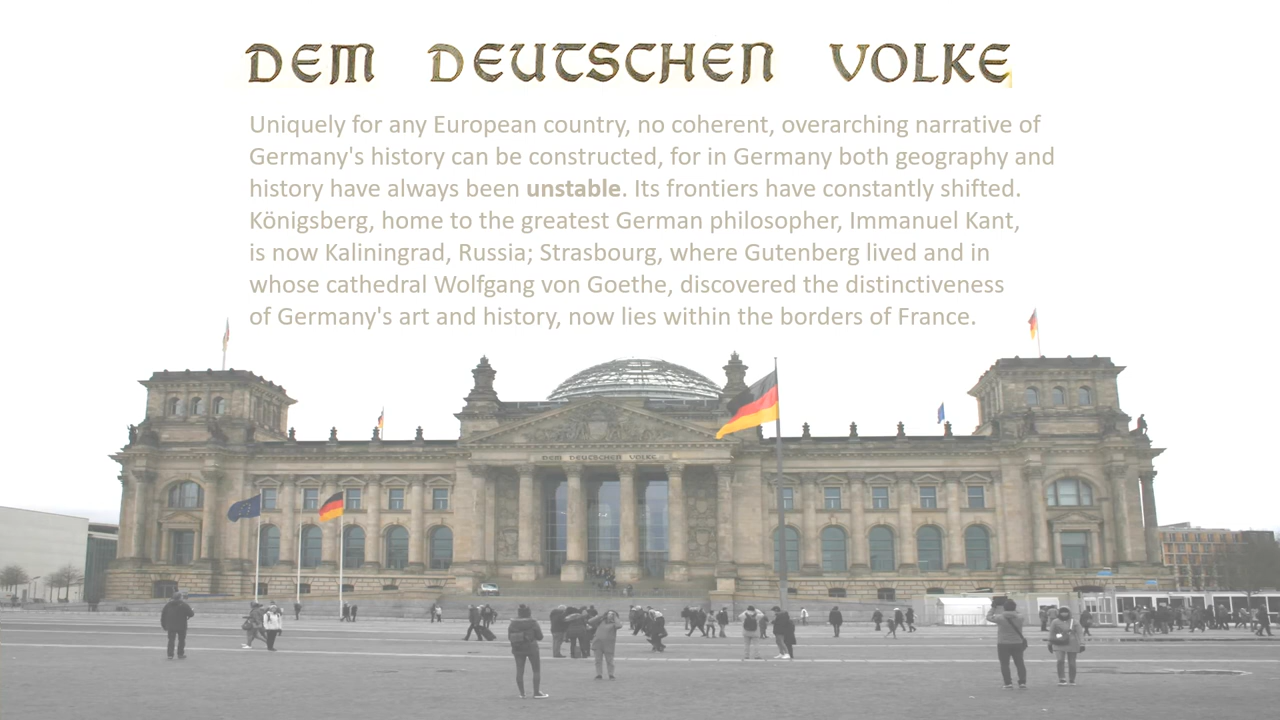 DEM DEUTSCHEN VOLKE
Uniquely for any European country, no coherent, overarching narrative of
Germany's history can be constructed, for in Germany both geography and
history have always been unstable. Its frontiers have constantly shifted.
Königsberg, home to the greatest German philosopher, Immanuel Kant,
is now Kaliningrad, Russia; Strasbourg, where Gutenberg lived and in
whose cathedral Wolfgang von Goethe, discovered the distinctiveness
of Germany's art and history, now lies within the borders of France.
DEM DEUTSCHEN VOLKE